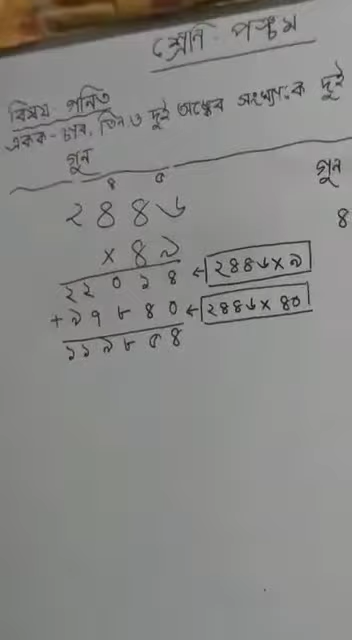 শ্রেনি - পঞ্চম
বিষয় - গনিত
একক - চার, তিন ও দুই অঙ্কের সংখ্যাকে দুই
গুন
গুন
৪ ৫
২৪৪৬
৪
× ৪৯
২২০১৪ ← ২৪৪৬ × ৯
+ ৯৭৮৪০ ← ২৪৪৬ × ৪০
১১৯৮৫৪